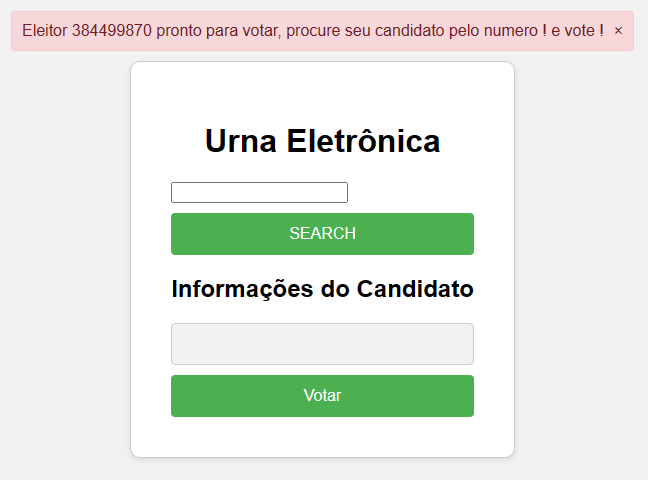 Eleitor 384499870 pronto para votar, procure seu candidato pelo numero ! e vote ! ×
Urna Eletrônica
SEARCH
Informações do Candidato
Votar